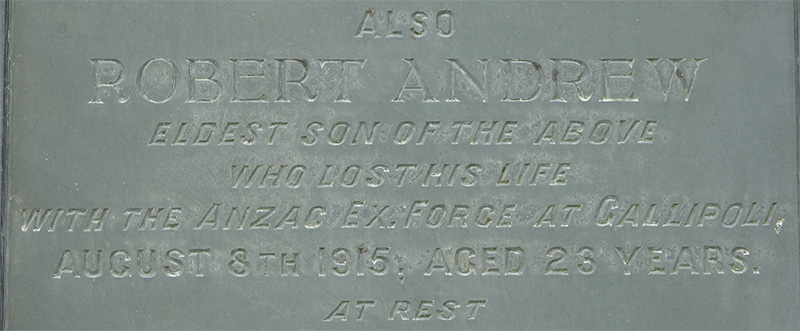 ALSO
ROBERT ANDREW
ELDEST SON OF THE ABOVE
WHO LOST HIS LIFE
WITH THE ANZAC EX. FORCE AT GALLIPOLI,
AUGUST 8TH 1915, AGED 23 YEARS.
AT REST